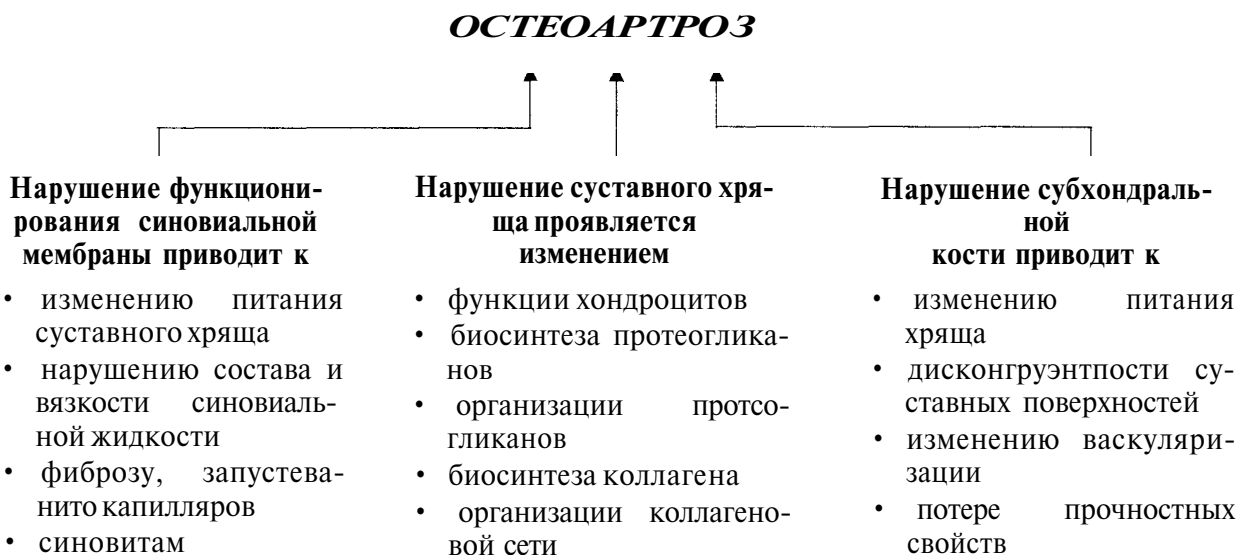 ОСТЕОАРТРОЗ
Нарушение функциони-
рования синовиальной
мембраны приводит к
• изменению питания
суставного хряща
• нарушению состава и
вязкости синовиаль-
ной жидкости
• фиброзу, запустева-
нито капилляров
• синовитам
Нарушение суставного хря-
ща проявляется
изменением
• функции хондроцитов
• биосинтеза протеоглика-
нов
• организации протсо-
гликанов
• биосинтеза коллагена
• организации коллагено-
вой сети
Нарушение субхондраль-
ной
кости приводит к
• изменению питания
хряща
• дисконгруэнтпости су-
ставных поверхностей
• изменению васкуляри-
зации
• потере прочностных
свойств